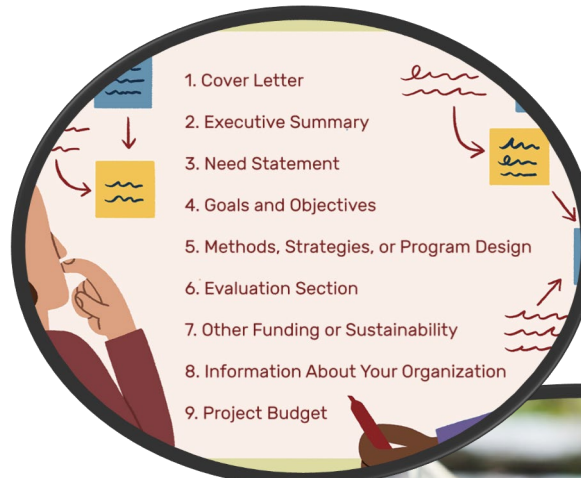 1. Cover Letter
2. Executive Summary
3. Need Statement
4. Goals and Objectives
5. Methods, Strategies, or Program Design
6. Evaluation Section
7. Other Funding or Sustainability
8. Information About Your Organization
9. Project Budget